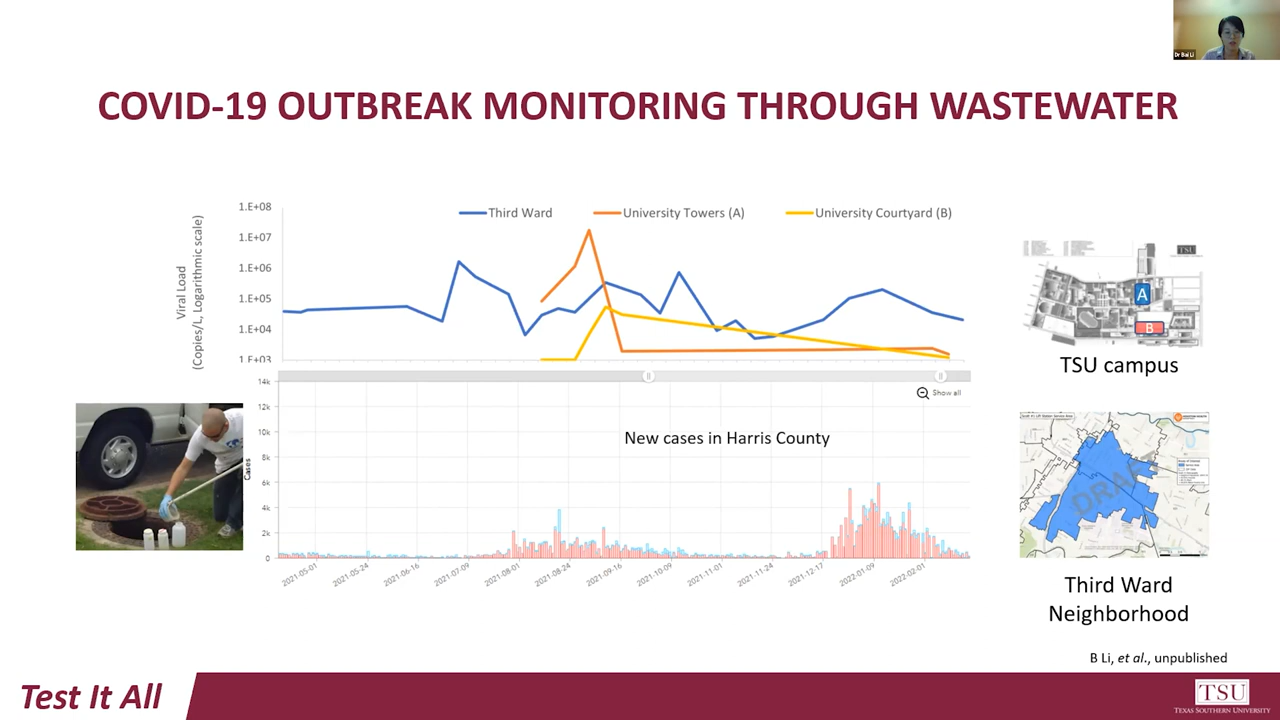 Dr Bai Li
COVID-19 OUTBREAK MONITORING THROUGH WASTEWATER
Viral Load
(Copies/L, Logarithmic scale)
1.E+08
1.E+07
1.E+06
1.E+05
1.E+04
1.E+03
Third Ward
University Towers (A)
University Courtyard (B)
Show all
New cases in Harris County
Cases
14k
12k
10k
8k
6k
4k
2k
0
2021-05-01
2021-05-24
2021-06-16
2021-07-09
2021-08-01
2021-08-24
2021-09-16
2021-10-09
2021-11-01
2021-11-24
2021-12-17
2022-01-09
2022-02-01
TSU
A
B
TSU campus
DRAFT
Third Ward
Neighborhood
B Li, et al., unpublished
Test It All
TSU
TEXAS SOUTHERN UNIVERSITY